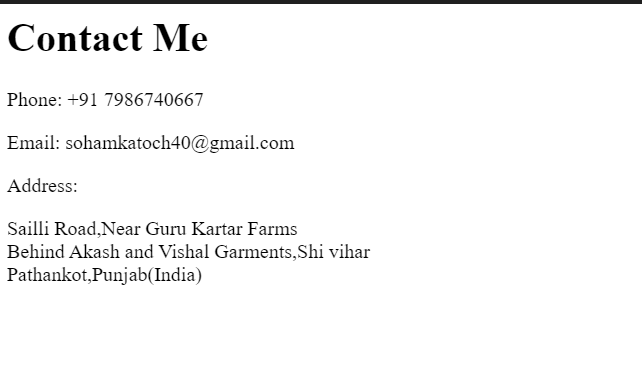 Contact Me
Phone: +91 7986740667
Email: sohamkatoch40@gmail.com
Address:
Sailli Road,Near Guru Kartar Farms
Behind Akash and Vishal Garments,Shi vihar
Pathankot,Punjab(India)